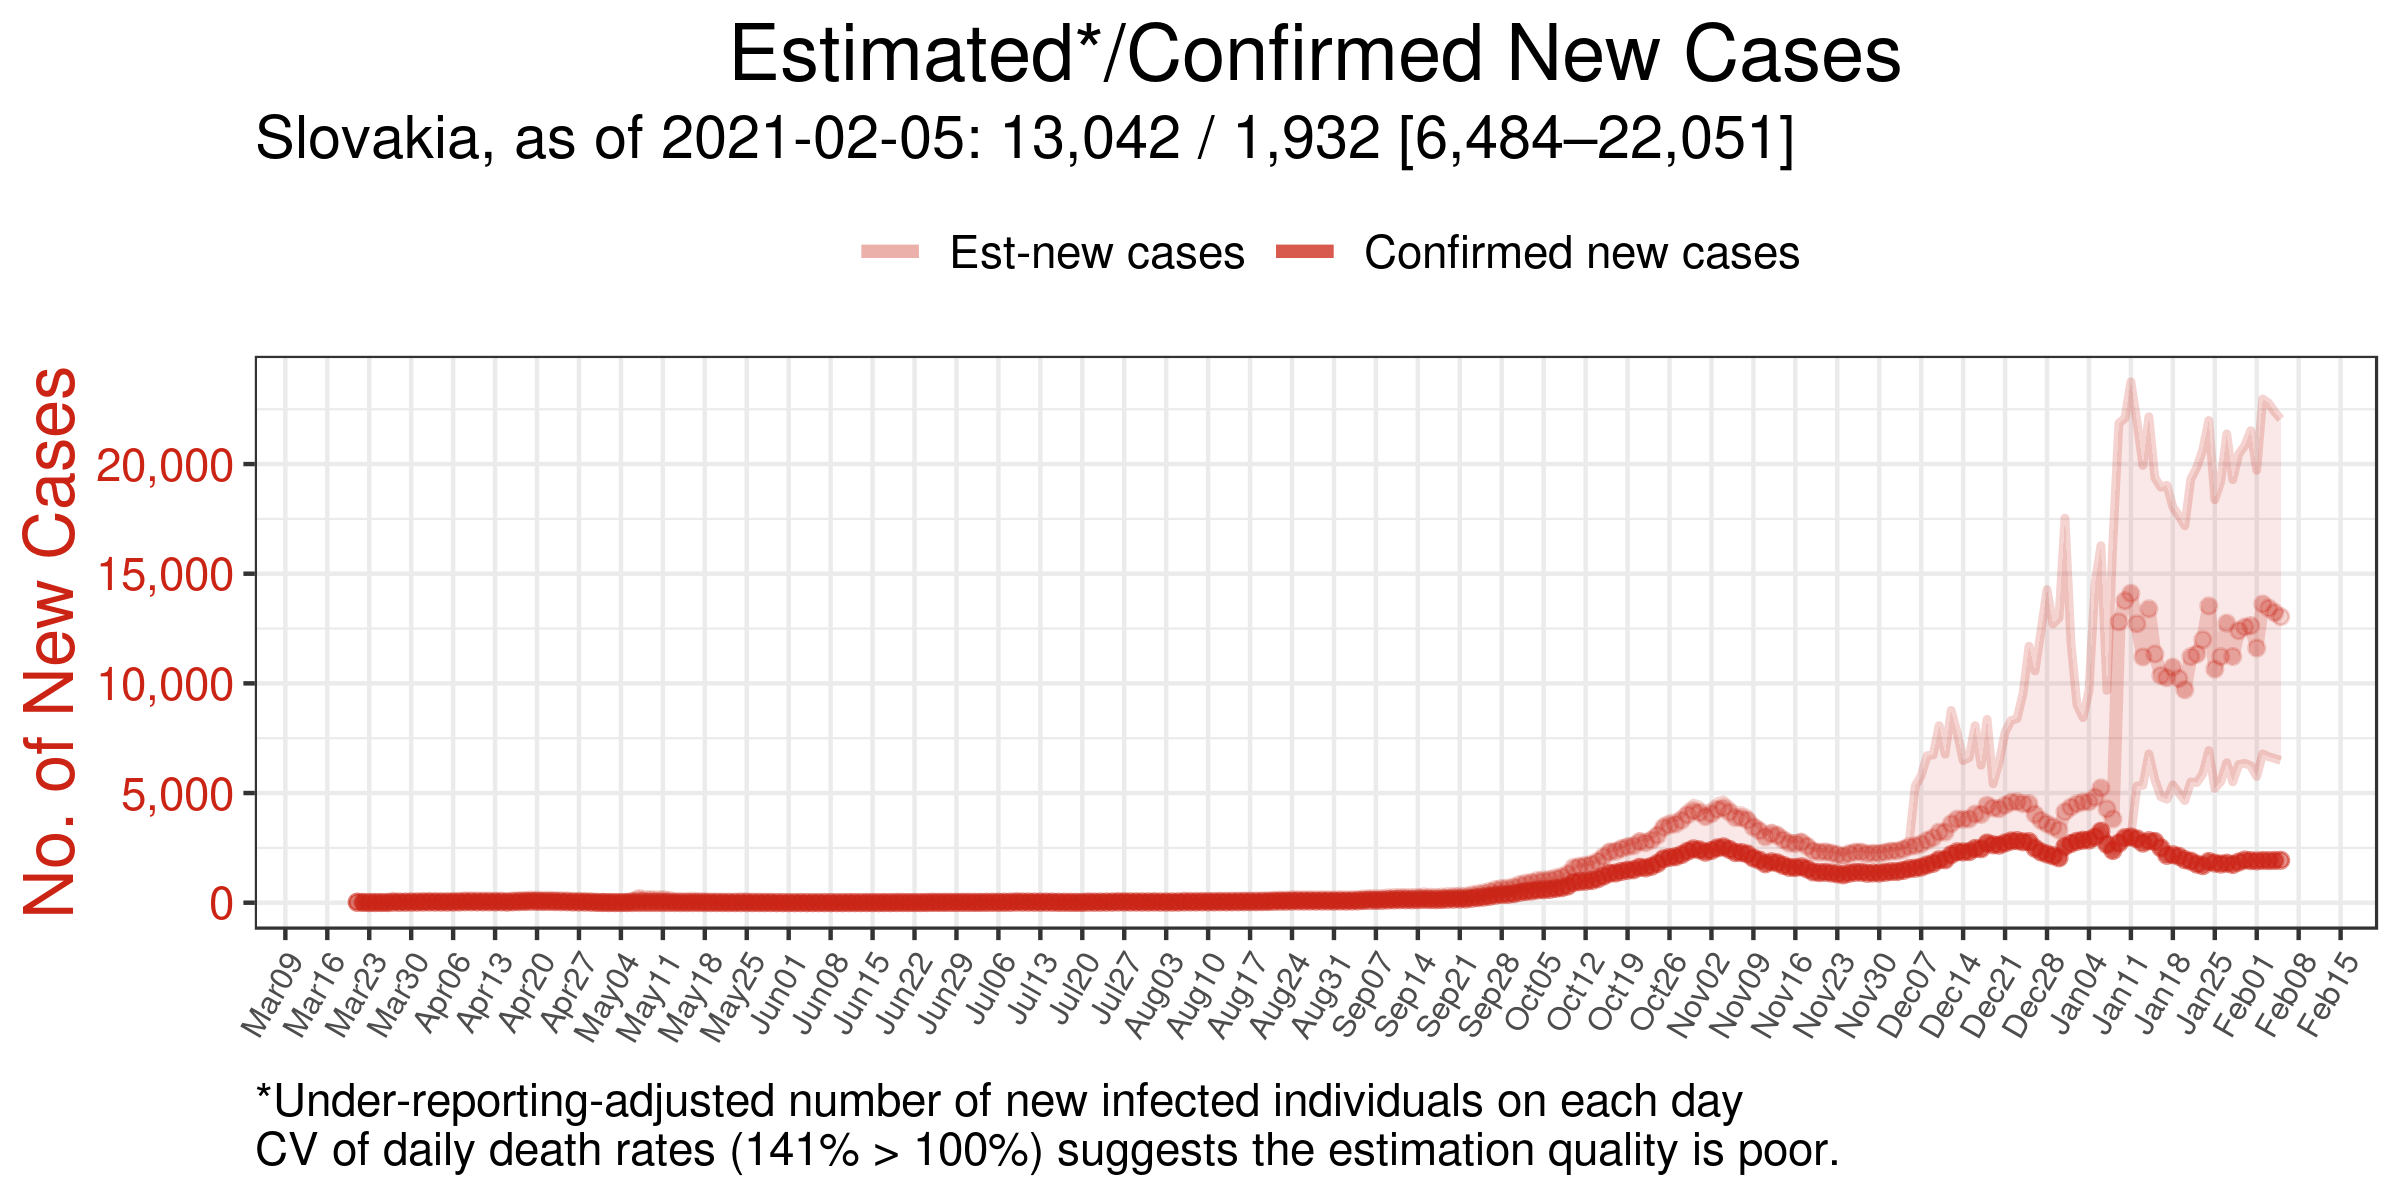 Estimated*/Confirmed New Cases
Slovakia, as of 2021-02-05: 13,042 / 1,932 [6,484–22,051]
Est-new cases Confirmed new cases
No. of New Cases
20,000
15,000
10,000
5,000
0
Mar09 Mar16 Mar23 Mar30 Apr06 Apr13 Apr20 Apr27 May04 May11 May18 May25 Jun01 Jun08 Jun15 Jun22 Jun29 Jul06 Jul13 Jul20 Jul27 Aug03 Aug10 Aug17 Aug24 Aug31 Sep07 Sep14 Sep21 Sep28 Oct05 Oct12 Oct19 Oct26 Nov02 Nov09 Nov16 Nov23 Nov30 Dec07 Dec14 Dec21 Dec28 Jan04 Jan11 Jan18 Jan25 Feb01 Feb08 Feb15
*Under-reporting-adjusted number of new infected individuals on each day
CV of daily death rates (141% > 100%) suggests the estimation quality is poor.